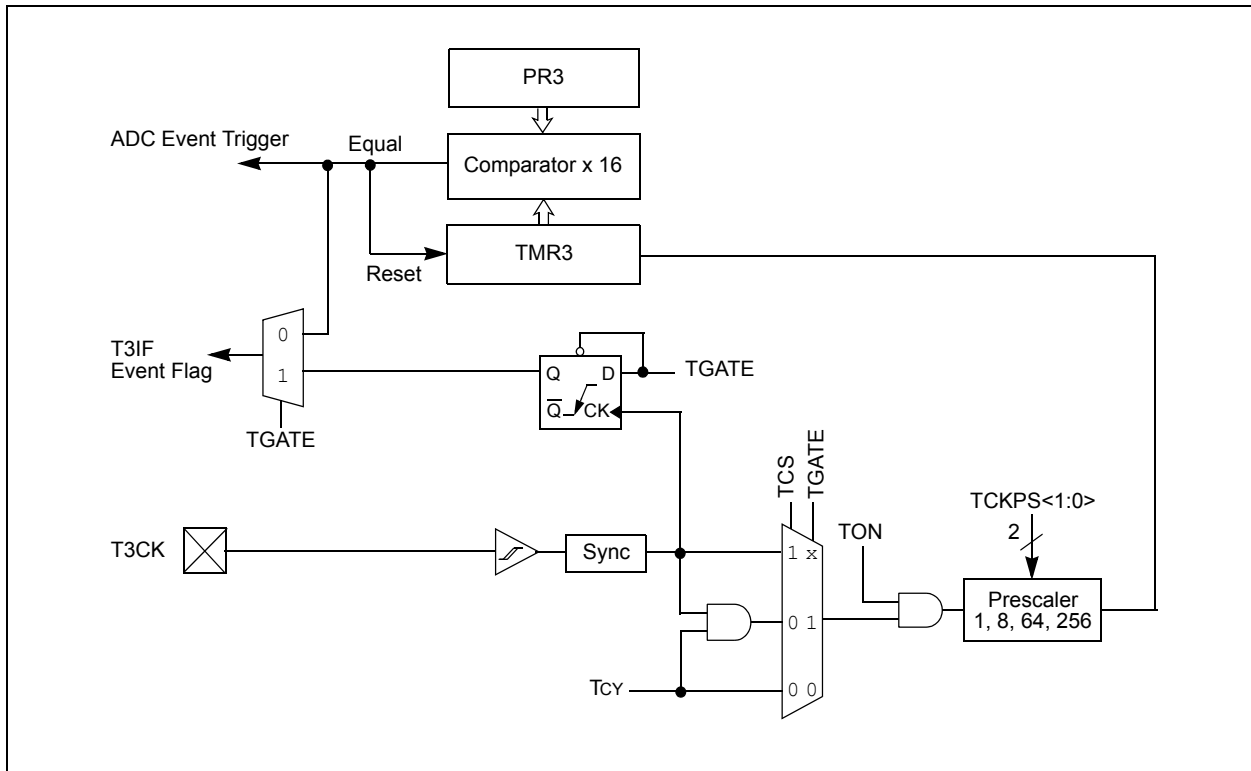 PR3
ADC Event Trigger
Equal
Comparator x 16
TMR3
Reset
0
T3IF
Event Flag
1
TGATE
Q D
Q CK
TGATE
TCS
TGATE
TCKPS<1:0>
2
T3CK
Sync
1 x
TON
Prescaler
1, 8, 64, 256
0 1
TCY
0 0